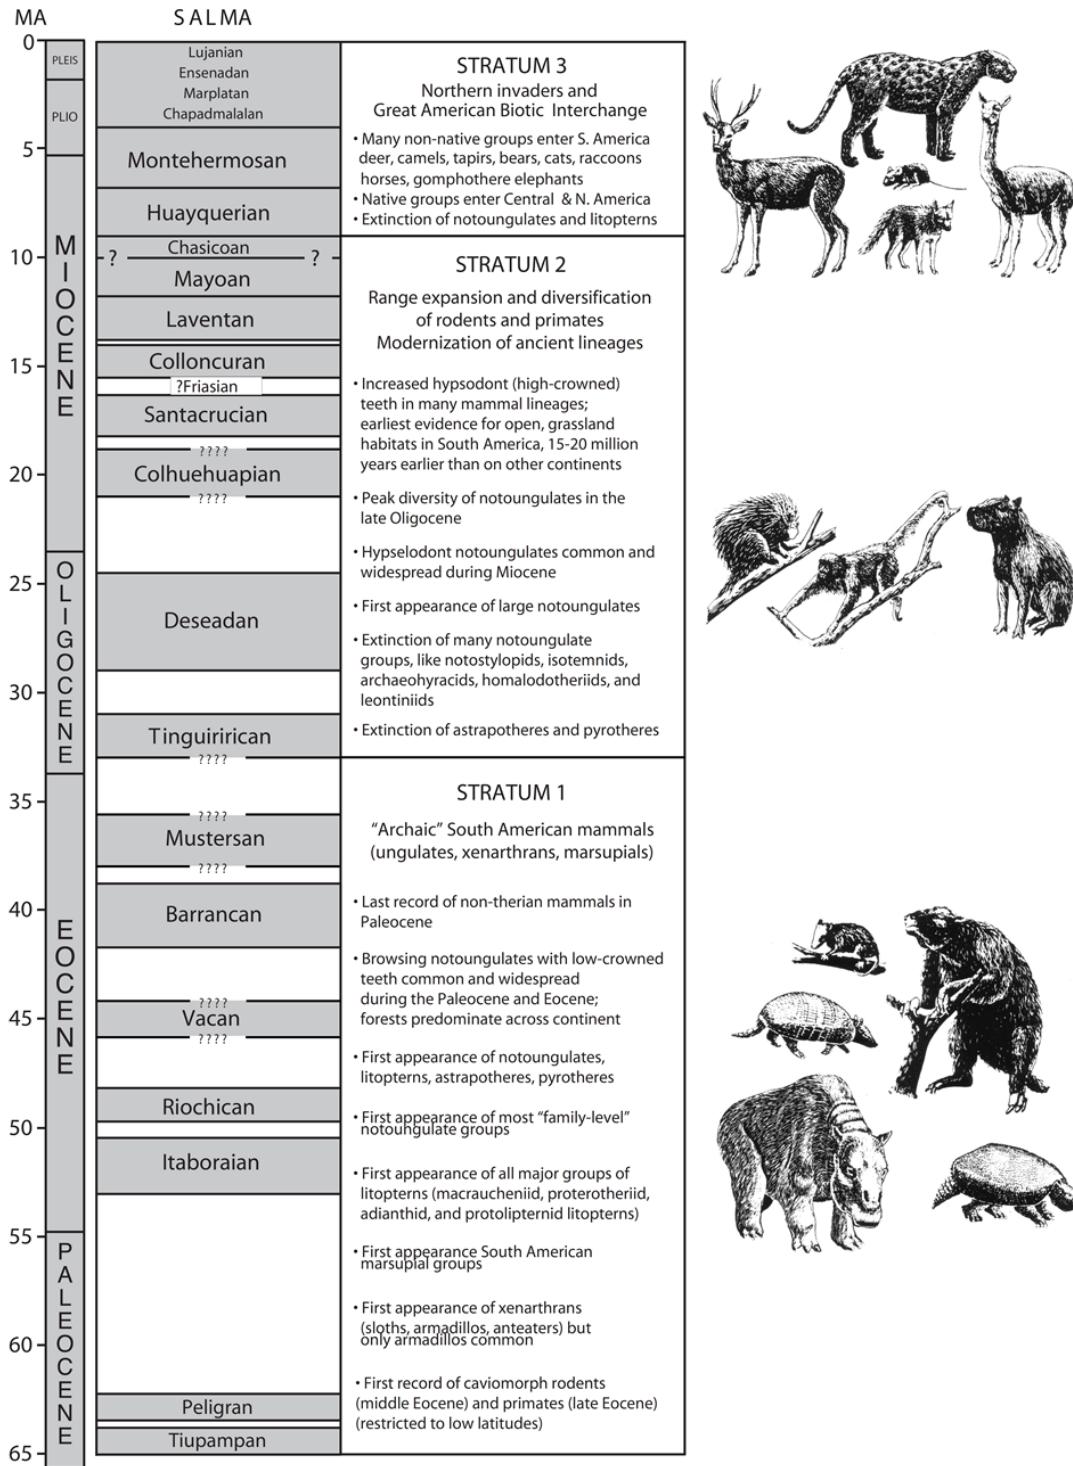 MA
SALMA
0
5
10
15
20
25
30
35
40
45
50
55
60
65
PLEIS
PLIO
MIOCENE
OLIGOCENE
EOCENE
PALEOCENE
Lujanian
Ensenadan
Marplatan
Chapadmalalan
Montehermosan
Huayquerian
Chasicoan
? ?
Mayoan
Laventan
Colloncuran
?Friasian
Santacrucian
????
Colhuehuapian
????
Deseadan
Tinguirirican
????
????
Mustersan
????
Barrancan
????
Vacan
????
Riochican
Itaboraian
Peligran
Tiupampan
STRATUM 3
Northern invaders and
Great American Biotic Interchange
• Many non-native groups enter S. America
deer, camels, tapirs, bears, cats, raccoons
horses, gomphothere elephants
• Native groups enter Central & N. America
• Extinction of notoungulates and litopterns
STRATUM 2
Range expansion and diversification
of rodents and primates
Modernization of ancient lineages
• Increased hypsodont (high-crowned)
teeth in many mammal lineages;
earliest evidence for open, grassland
habitats in South America, 15-20 million
years earlier than on other continents
• Peak diversity of notoungulates in the
late Oligocene
• Hypselodont notoungulates common and
widespread during Miocene
• First appearance of large notoungulates
• Extinction of many notoungulate
groups, like notostylopids, isotemnids,
archaeohyracids, homalodotheriids, and
leontiniids
• Extinction of astrapotheres and pyrotheres
STRATUM 1
“Archaic” South American mammals
(ungulates, xenarthrans, marsupials)
• Last record of non-therian mammals in
Paleocene
• Browsing notoungulates with low-crowned
teeth common and widespread
during the Paleocene and Eocene;
forests predominate across continent
• First appearance of notoungulates,
litopterns, astrapotheres, pyrotheres
• First appearance of most “family-level”
notoungulate groups
• First appearance of all major groups of
litopterns (macraucheniid, proterotheriid,
adianthid, and protolipternid litopterns)
• First appearance South American
marsupial groups
• First appearance of xenarthrans
(sloths, armadillos, anteaters) but
only armadillos common
• First record of caviomorph rodents
(middle Eocene) and primates (late Eocene)
(restricted to low latitudes)